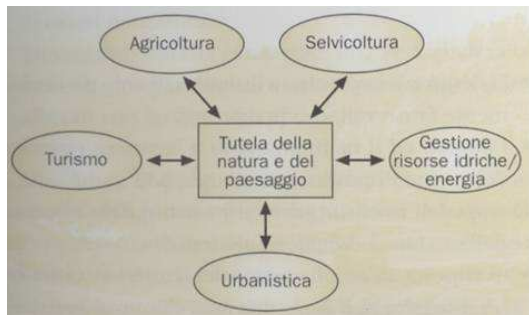 Agricoltura
Selvicoltura
Turismo
Tutela della
natura e del
paesaggio
Gestione
risorse idriche/
energia
Urbanistica